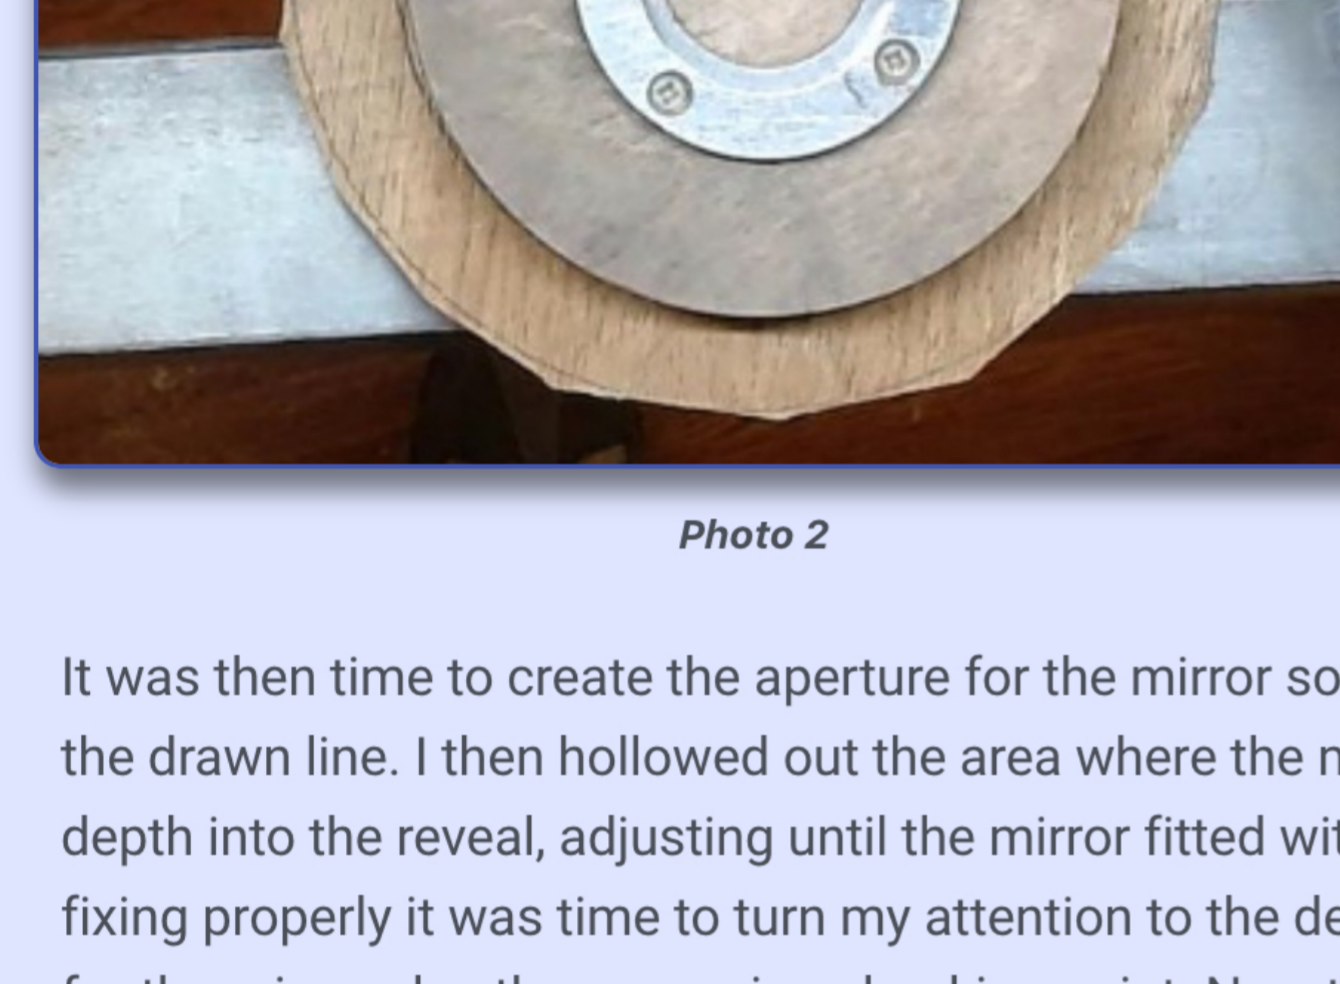 Photo 2
It was then time to create the aperture for the mirror so
the drawn line. I then hollowed out the area where the
depth into the reveal, adjusting until the mirror fitted
fixing properly it was time to turn my attention to the